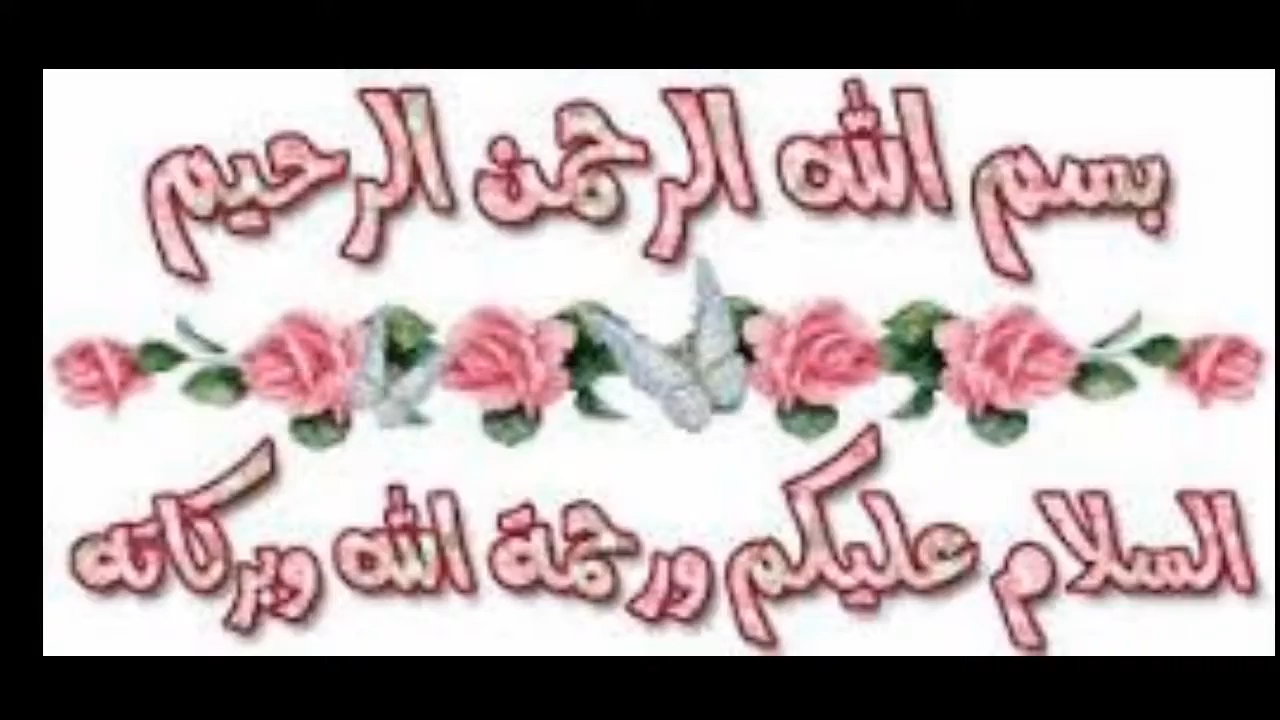 بسم الله الرحمن الرحيم
السلام عليكم ورحمة الله وبركاته